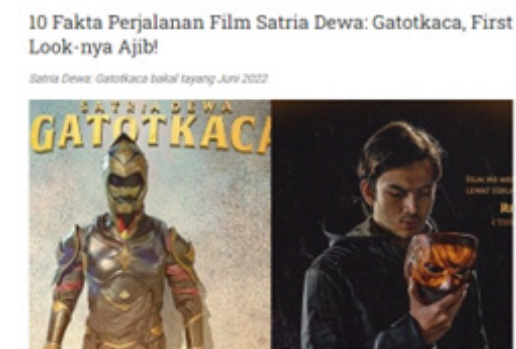 10 Fakta Perjalanan Film Satria Dewa: Gatotkaca, First
Look-nya Ajib!
Satria Dewa: Gatotkaca bakal tayang Juni 2022
SATRIA DEWA
GATOTKACA